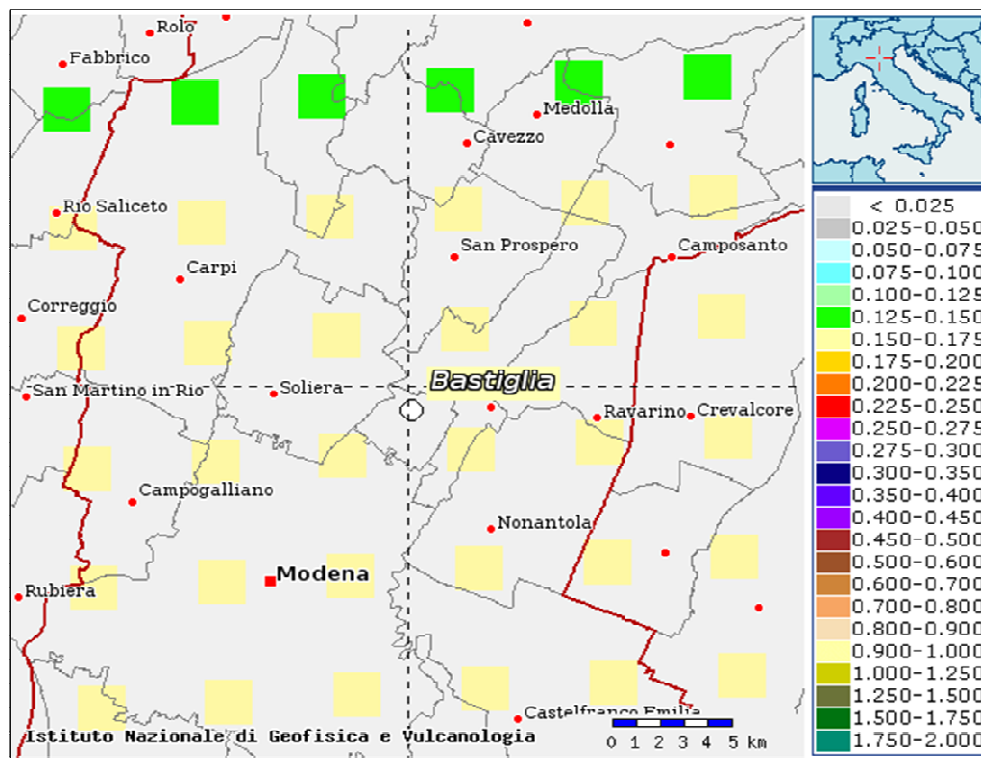 Rolo
Fabbrico
Medolla
Cavezzo
Rio Saliceto
San Prospero
Camposanto
Carpi
Correggio
Bastiglia
San Martino in Rio
Soliera
Ravarino
Crevalcore
Campogalliano
Nonantola
Modena
Rubiera
Castelfranco Emilia
Istituto Nazionale di Geofisica e Vulcanologia
0 1 2 3 4 5 km
< 0.025
0.025-0.050
0.050-0.075
0.075-0.100
0.100-0.125
0.125-0.150
0.150-0.175
0.175-0.200
0.200-0.225
0.225-0.250
0.250-0.275
0.275-0.300
0.300-0.350
0.350-0.400
0.400-0.450
0.450-0.500
0.500-0.600
0.600-0.700
0.700-0.800
0.800-0.900
0.900-1.000
1.000-1.250
1.250-1.500
1.500-1.750
1.750-2.000